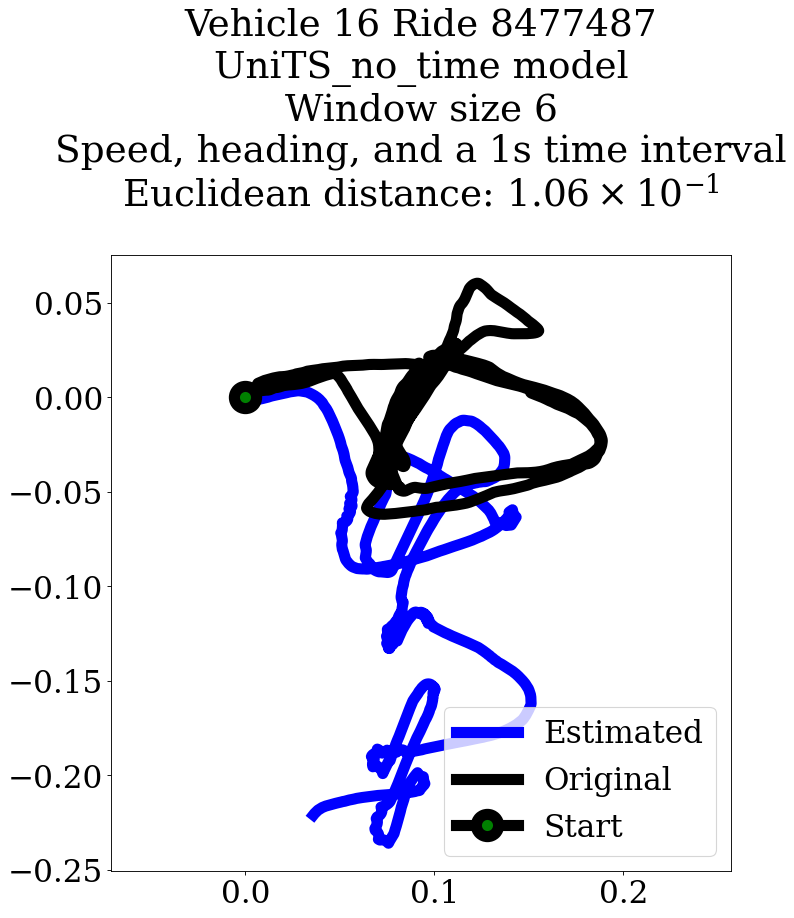 Vehicle 16 Ride 8477487
UniTS_no_time model
Window size 6
Speed, heading, and a 1s time interval
Euclidean distance: 1.06 × 10⁻¹
0.05
0.00
−0.05
−0.10
−0.15
−0.20
−0.25
0.0 0.1 0.2
Estimated
Original
Start